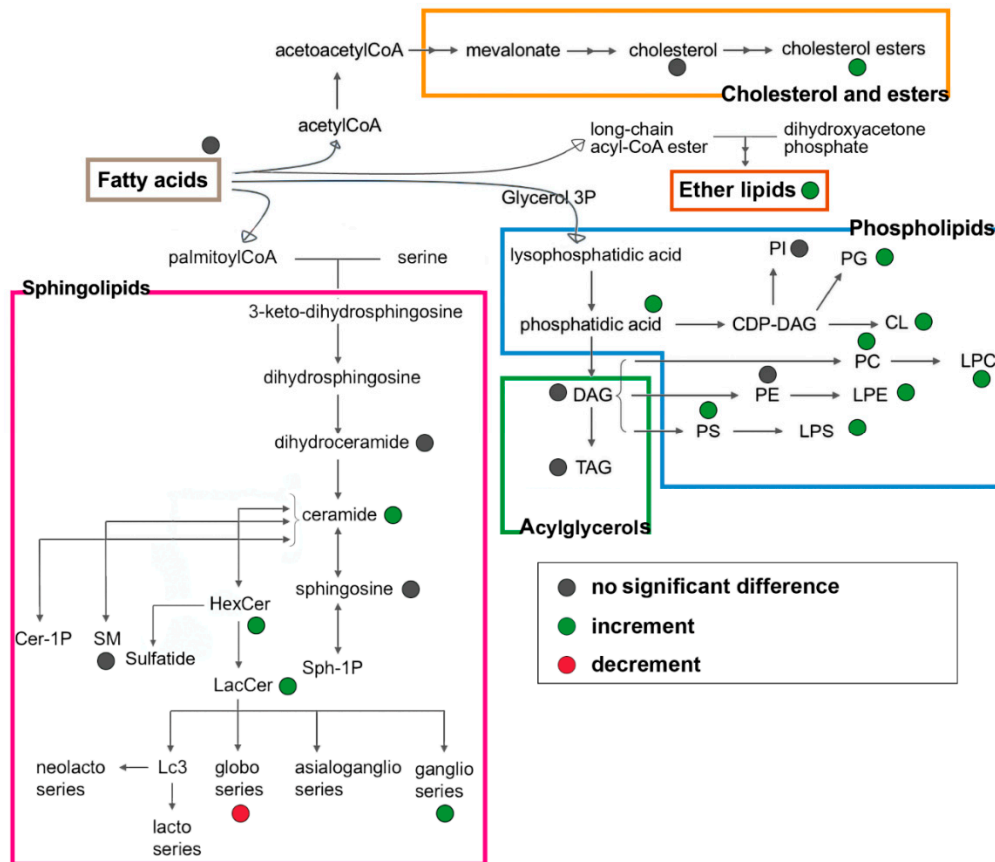 acetoacetylCoA
mevalonate
cholesterol
cholesterol esters
Cholesterol and esters
acetylCoA
long-chain
acyl-CoA ester
dihydroxyacetone
phosphate
Fatty acids
Ether lipids
Glycerol 3P
Phospholipids
palmitoylCoA
serine
lysophosphatidic acid
PI
PG
Sphingolipids
3-keto-dihydrosphingosine
phosphatidic acid
CDP-DAG
CL
PC
LPC
dihydrosphingosine
DAG
PE
LPE
PS
LPS
dihydroceramide
TAG
Acylglycerols
ceramide
sphingosine
HexCer
Cer-1P
SM
Sulfatide
Sph-1P
LacCer
no significant difference
increment
decrement
neolacto
series
Lc3
globo
series
asialoganglio
series
ganglio
series
lacto
series